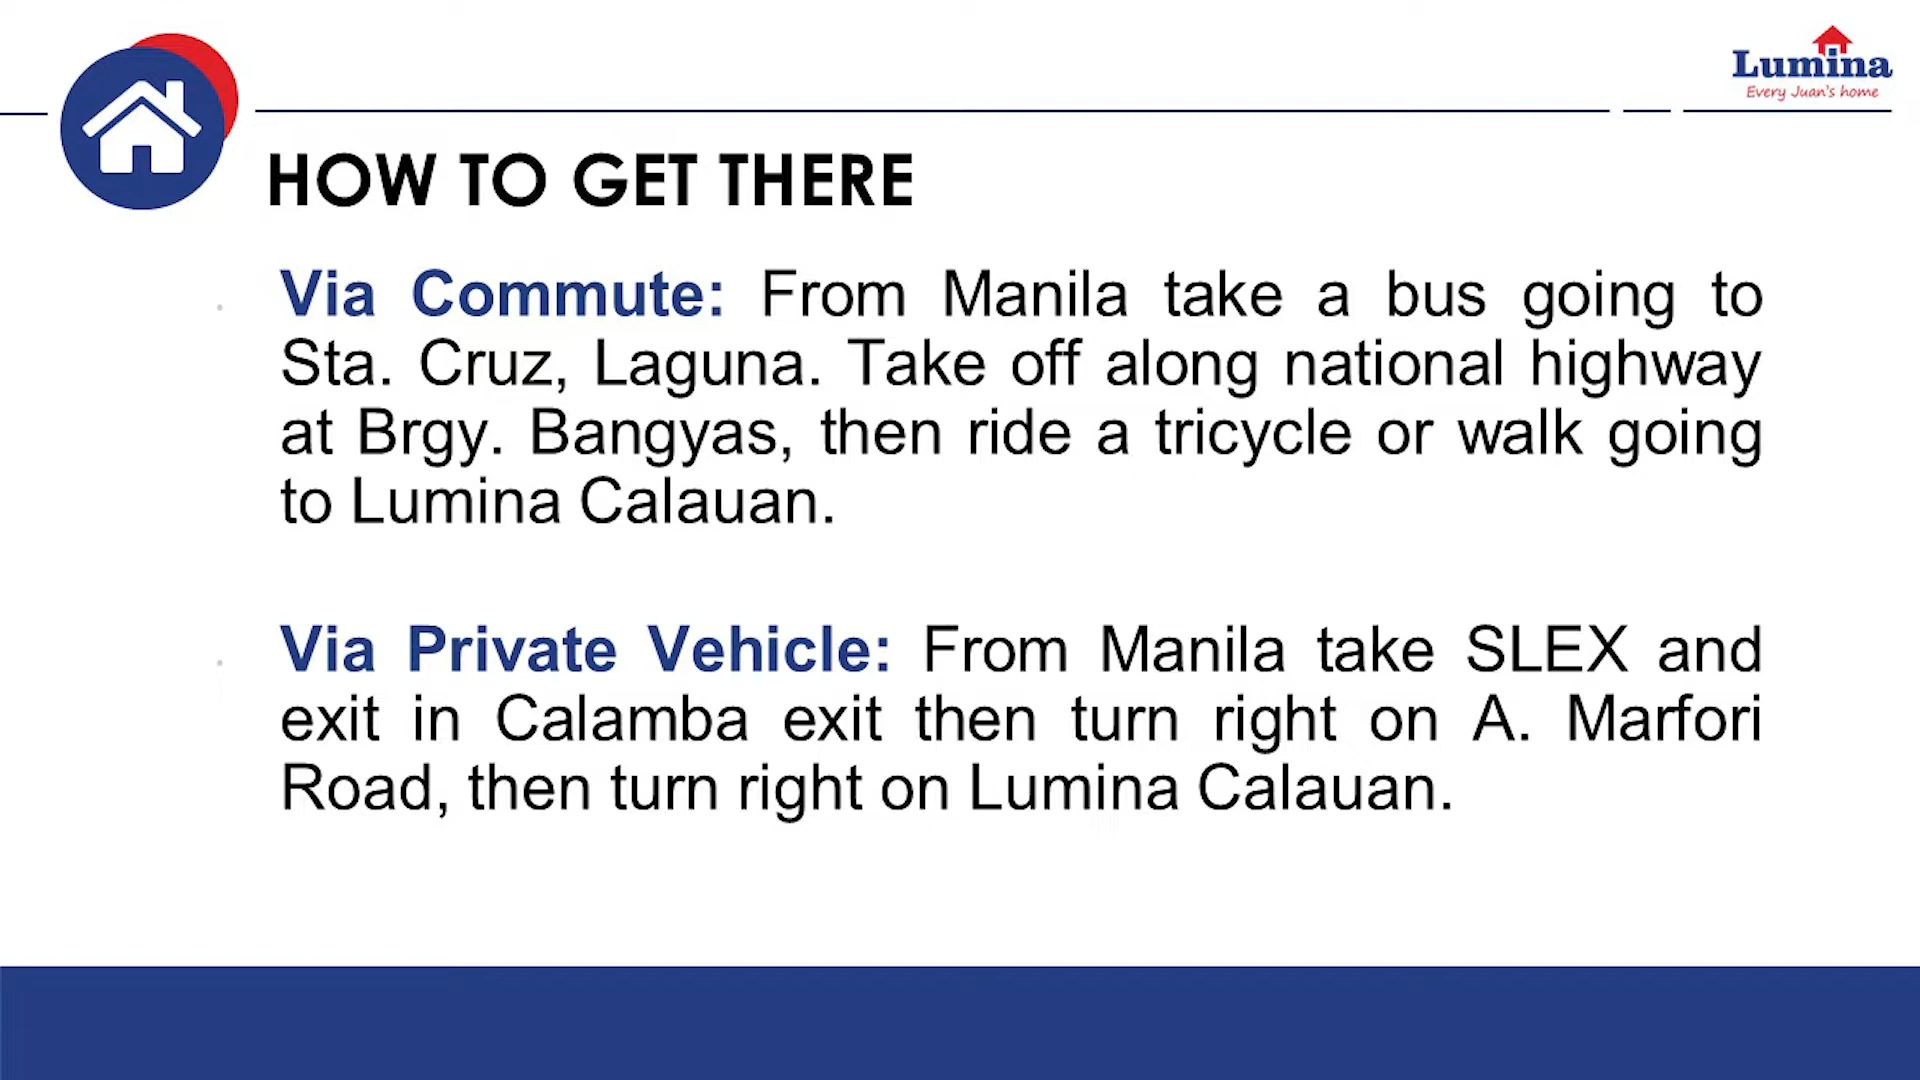 Lumina
Every Juan's home
HOW TO GET THERE
Via Commute: From Manila take a bus going to
Sta. Cruz, Laguna. Take off along national highway
at Brgy. Bangyas, then ride a tricycle or walk going
to Lumina Calauan.
Via Private Vehicle: From Manila take SLEX and
exit in Calamba exit then turn right on A. Marfori
Road, then turn right on Lumina Calauan.